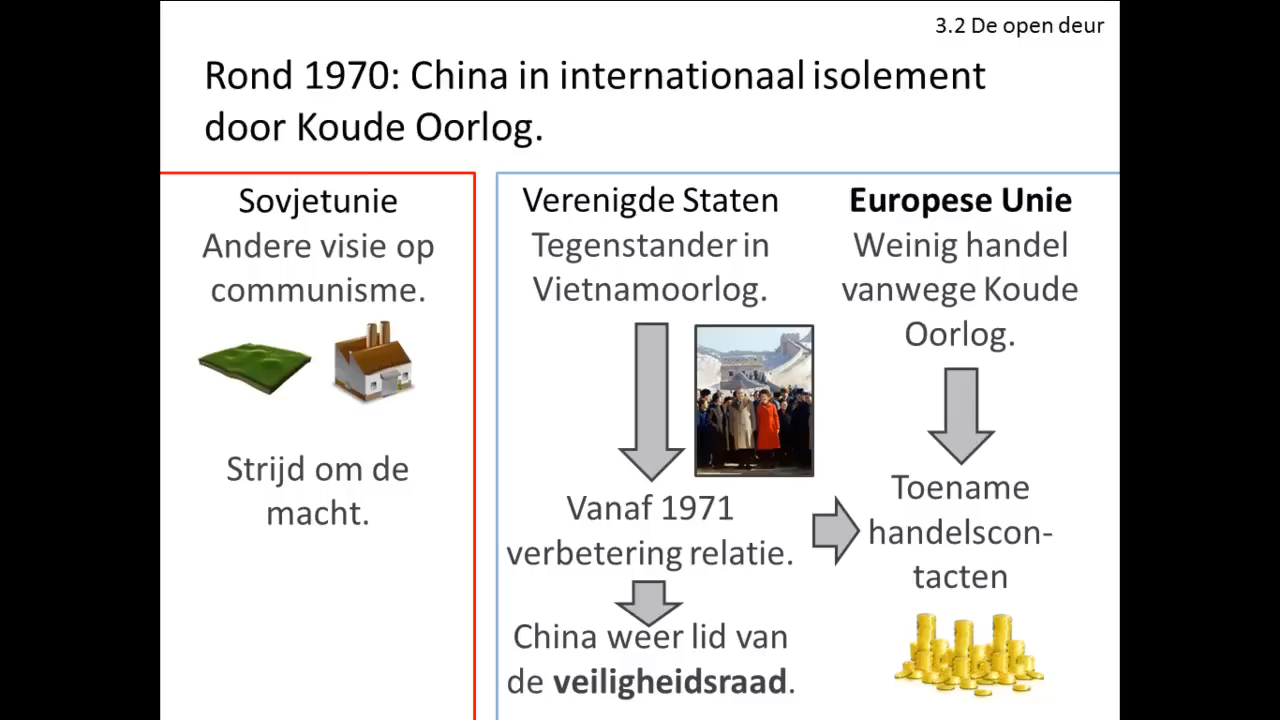 3.2 De open deur
Rond 1970: China in internationaal isolement
door Koude Oorlog.
Sovjetunie
Andere visie op
communisme.
Strijd om de
macht.
Verenigde Staten
Tegenstander in
Vietnamoorlog.
Vanaf 1971
verbetering relatie.
China weer lid van
de veiligheidsraad.
Europese Unie
Weinig handel
vanwege Koude
Oorlog.
Toename
handelscon-
tacten